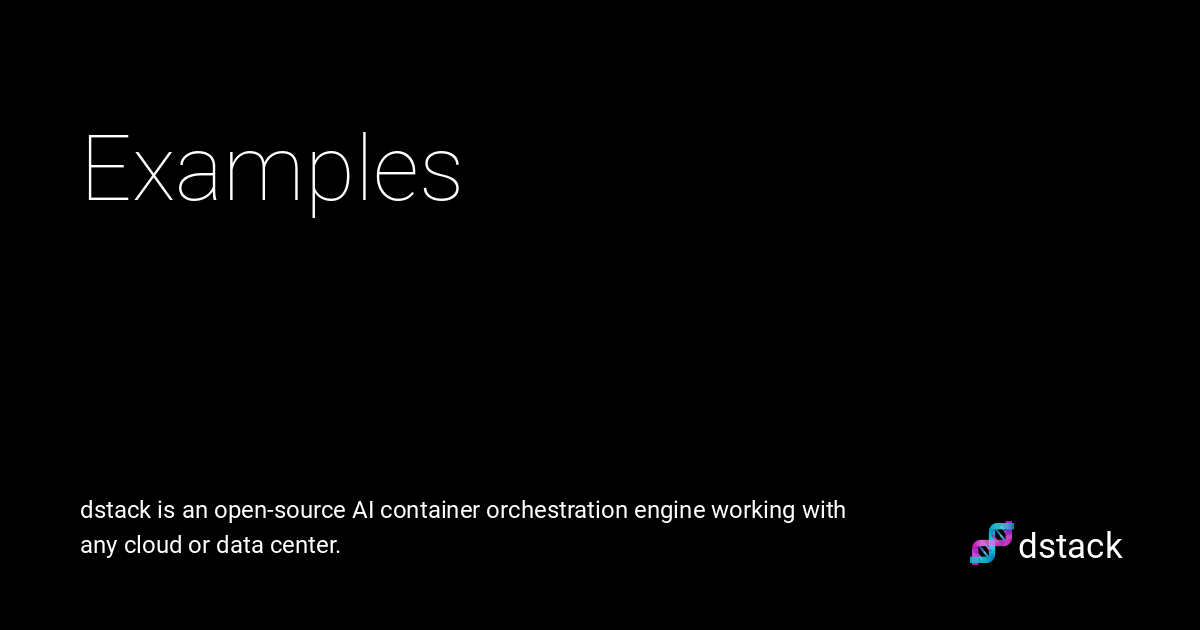 Examples
dstack is an open-source AI container orchestration engine working with
any cloud or data center.
dstack